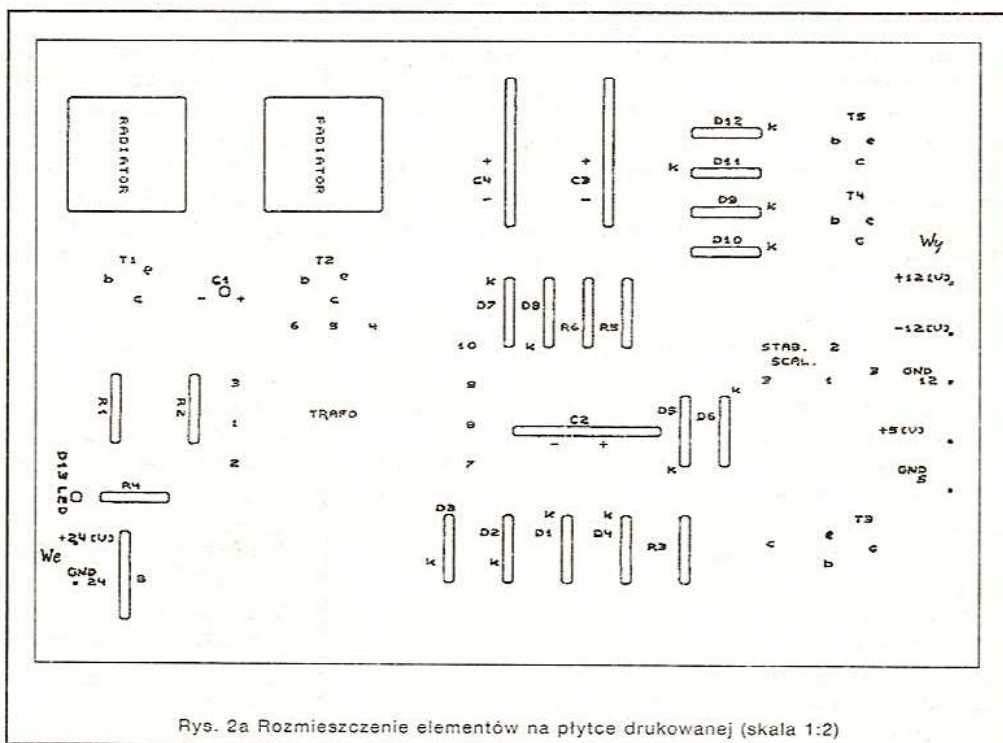 RADIATOR RADIATOR
C4 + -
C3 + -
D12 k
k D11
D9 k
D10 k
T5
b e
c
T4
b e
c
Wy
T1
b e
c
C1
- +
T2
b e
c
6 5 4
k D7
D8 k
R6 R5
+12(V)
-12(V)
10
8
9
7
STAB. 2
SCAL.
3 1 3
GND
12
3
1
2
R1 R2
TRAFO
C2
- +
D5 k
D6 k
+5(V)
GND
5
D13 LED
R4
+24(V)
We
GND
24
B
D3 k
D2 k
k D1
k D4
R3
T3
c e c
b
Rys. 2a Rozmieszczenie elementów na płytce drukowanej (skala 1:2)